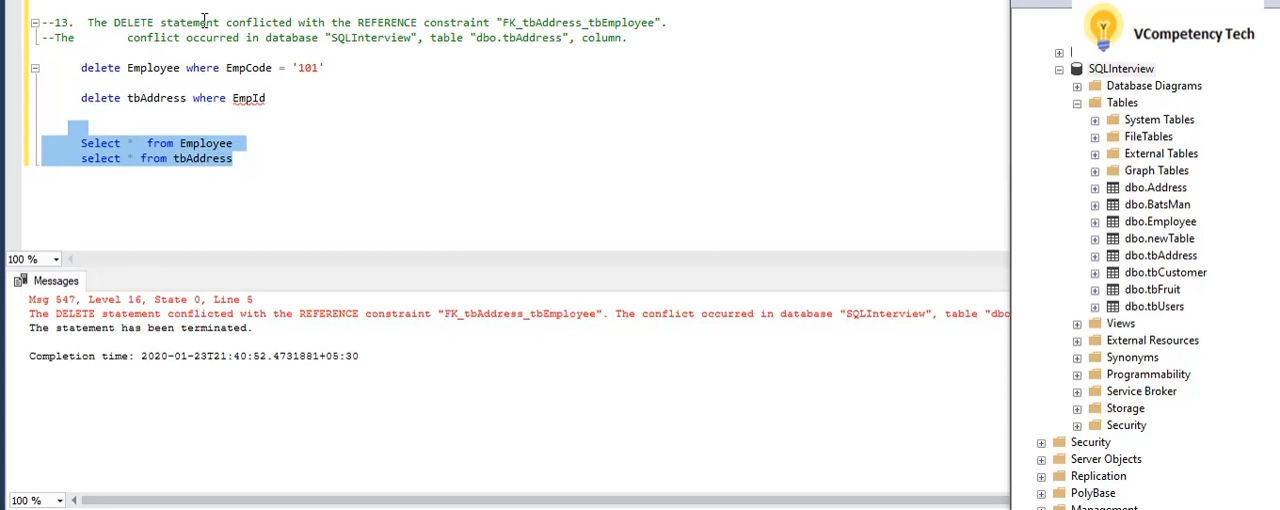 --13. The DELETE statement conflicted with the REFERENCE constraint "FK_tbAddress_tbEmployee".
--The conflict occurred in database "SQLInterview", table "dbo.tbAddress", column.
delete Employee where EmpCode = '101'
delete tbAddress where EmpId
Select * from Employee
select * from tbAddress
100 %
Messages
Msg 547, Level 16, State 0, Line 5
The DELETE statement conflicted with the REFERENCE constraint "FK_tbAddress_tbEmployee". The conflict occurred in database "SQLInterview", table "dbo
The statement has been terminated.
Completion time: 2020-01-23T21:40:52.4731881+05:30
100 %
VCompetency Tech
SQLInterview
Database Diagrams
Tables
System Tables
FileTables
External Tables
Graph Tables
dbo.Address
dbo.BatsMan
dbo.Employee
dbo.newTable
dbo.tbAddress
dbo.tbCustomer
dbo.tbFruit
dbo.tbUsers
Views
External Resources
Synonyms
Programmability
Service Broker
Storage
Security
Security
Server Objects
Replication
PolyBase
Management